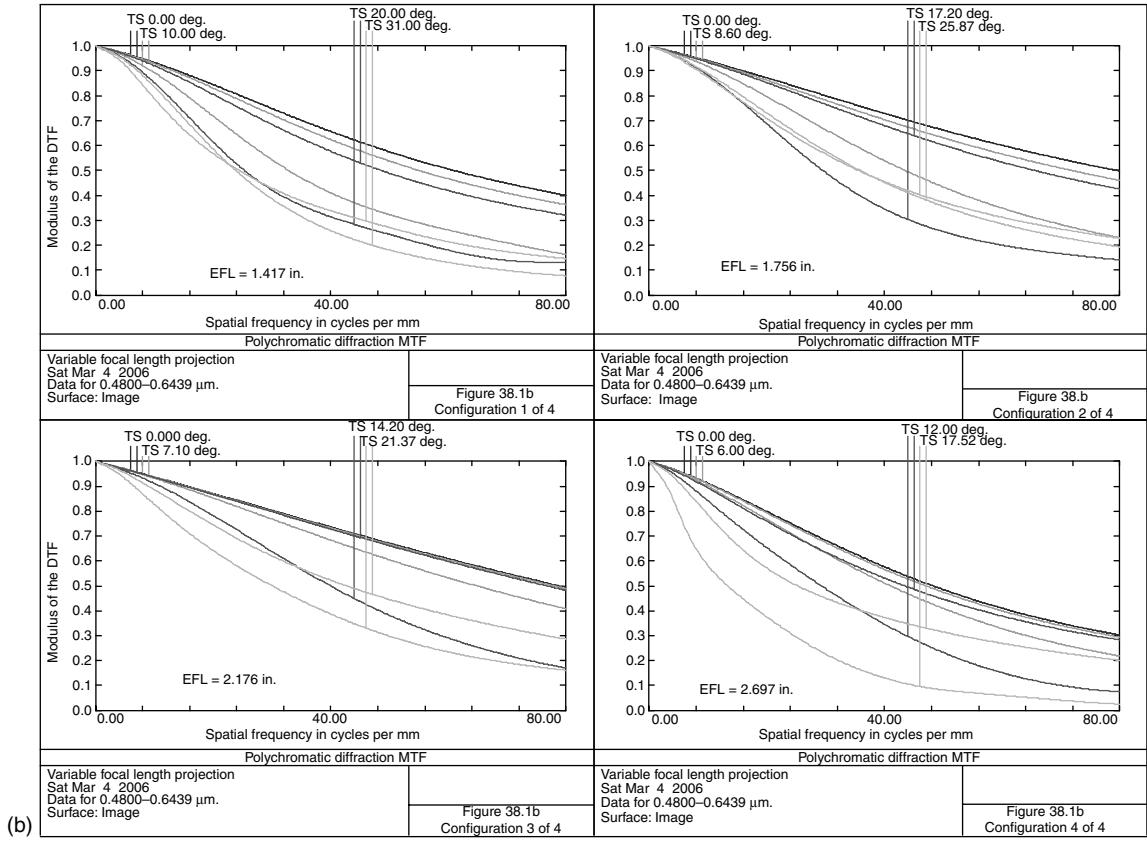 TS 0.00 deg.
TS 10.00 deg.
TS 20.00 deg.
TS 31.00 deg.
1.0
0.9
0.8
0.7
0.6
0.5
0.4
0.3
0.2
0.1
0.0
Modulus of the DTF
EFL = 1.417 in.
0.00
40.00
80.00
Spatial frequency in cycles per mm
Polychromatic diffraction MTF
Variable focal length projection
Sat Mar 4 2006
Data for 0.4800–0.6439 μm.
Surface: Image
Figure 38.1b
Configuration 1 of 4
TS 0.00 deg.
TS 8.60 deg.
TS 17.20 deg.
TS 25.87 deg.
1.0
0.9
0.8
0.7
0.6
0.5
0.4
0.3
0.2
0.1
0.0
EFL = 1.756 in.
0.00
40.00
80.00
Spatial frequency in cycles per mm
Polychromatic diffraction MTF
Variable focal length projection
Sat Mar 4 2006
Data for 0.4800–0.6439 μm.
Surface: Image
Figure 38.b
Configuration 2 of 4
TS 0.000 deg.
TS 7.10 deg.
TS 14.20 deg.
TS 21.37 deg.
1.0
0.9
0.8
0.7
0.6
0.5
0.4
0.3
0.2
0.1
0.0
Modulus of the DTF
EFL = 2.176 in.
0.00
40.00
80.00
Spatial frequency in cycles per mm
Polychromatic diffraction MTF
Variable focal length projection
Sat Mar 4 2006
Data for 0.4800–0.6439 μm.
Surface: Image
Figure 38.1b
Configuration 3 of 4
TS 0.00 deg.
TS 6.00 deg.
TS 12.00 deg.
TS 17.52 deg.
1.0
0.9
0.8
0.7
0.6
0.5
0.4
0.3
0.2
0.1
0.0
EFL = 2.697 in.
0.00
40.00
80.00
Spatial frequency in cycles per mm
Polychromatic diffraction MTF
Variable focal length projection
Sat Mar 4 2006
Data for 0.4800–0.6439 μm.
Surface: Image
Figure 38.1b
Configuration 4 of 4
(b)